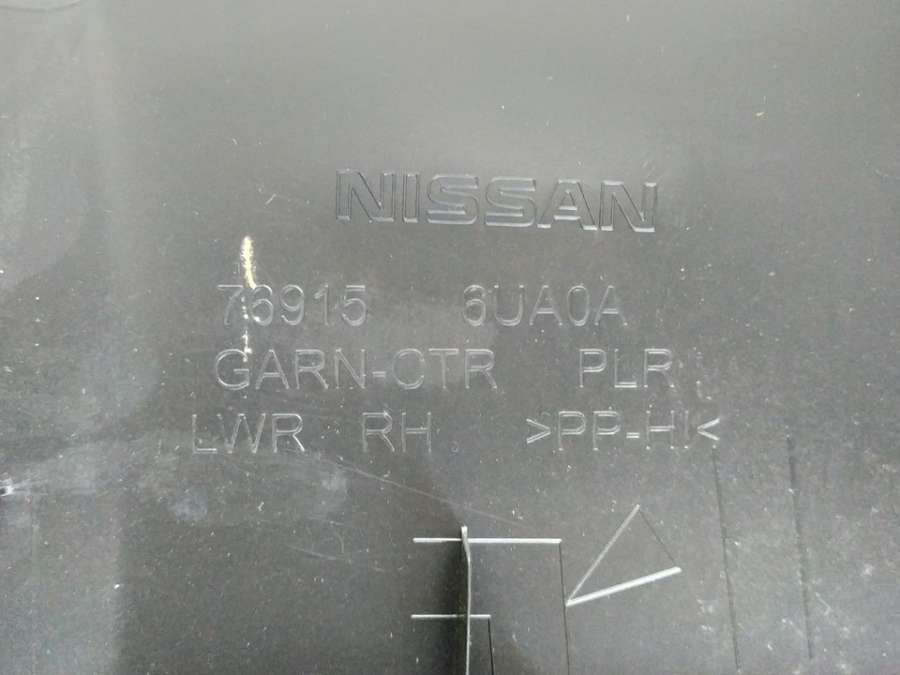 NISSAN
76915 6UA0A
GARN-CTR PLR
LWR RH >PP-HI<